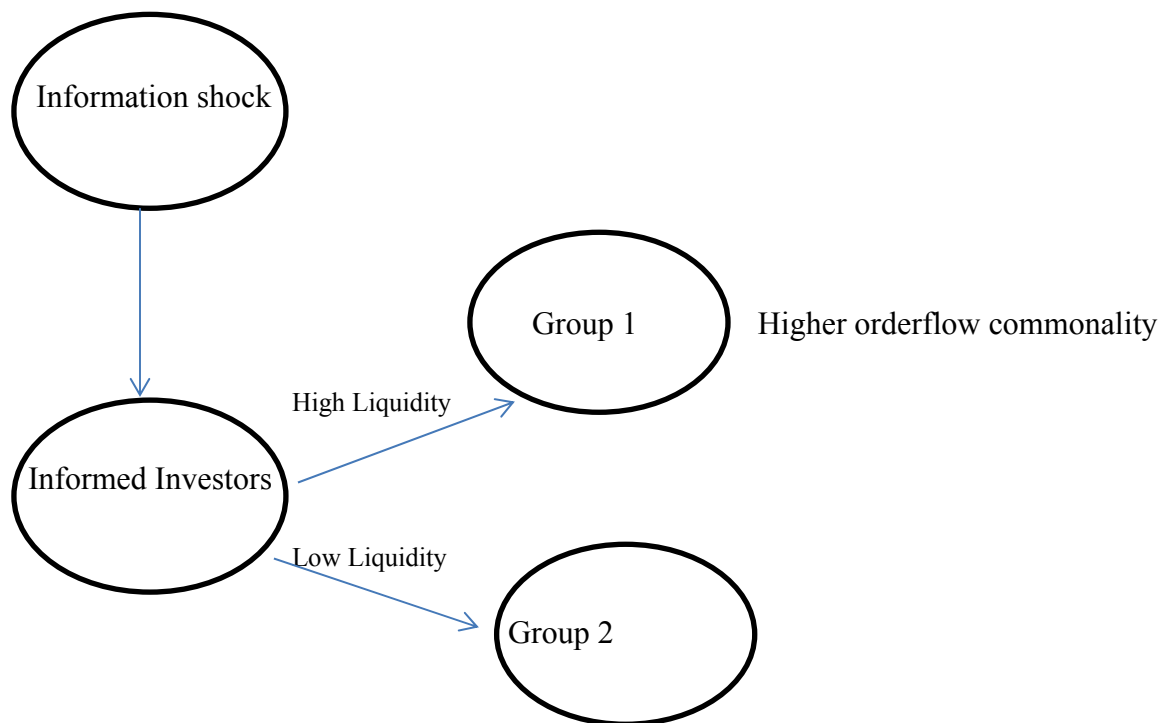 Information shock
Group 1
Higher orderflow commonality
High Liquidity
Informed Investors
Low Liquidity
Group 2